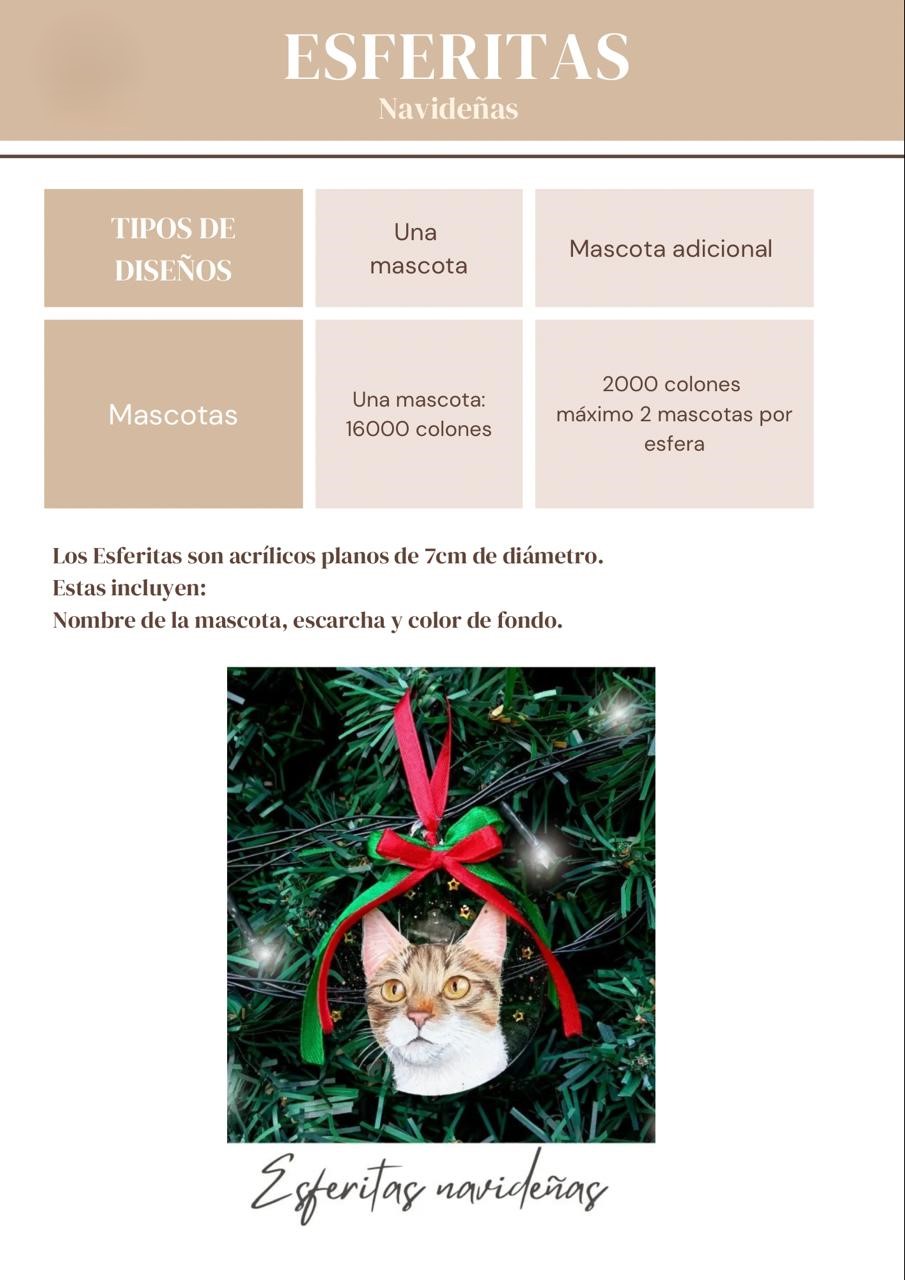 ESFERITAS
Navideñas
TIPOS DE
DISEÑOS
Una
mascota
Mascota adicional
Mascotas
Una mascota:
16000 colones
2000 colones
máximo 2 mascotas por
esfera
Los Esferitas son acrílicos planos de 7cm de diámetro.
Estas incluyen:
Nombre de la mascota, escarcha y color de fondo.
Esferitas navideñas